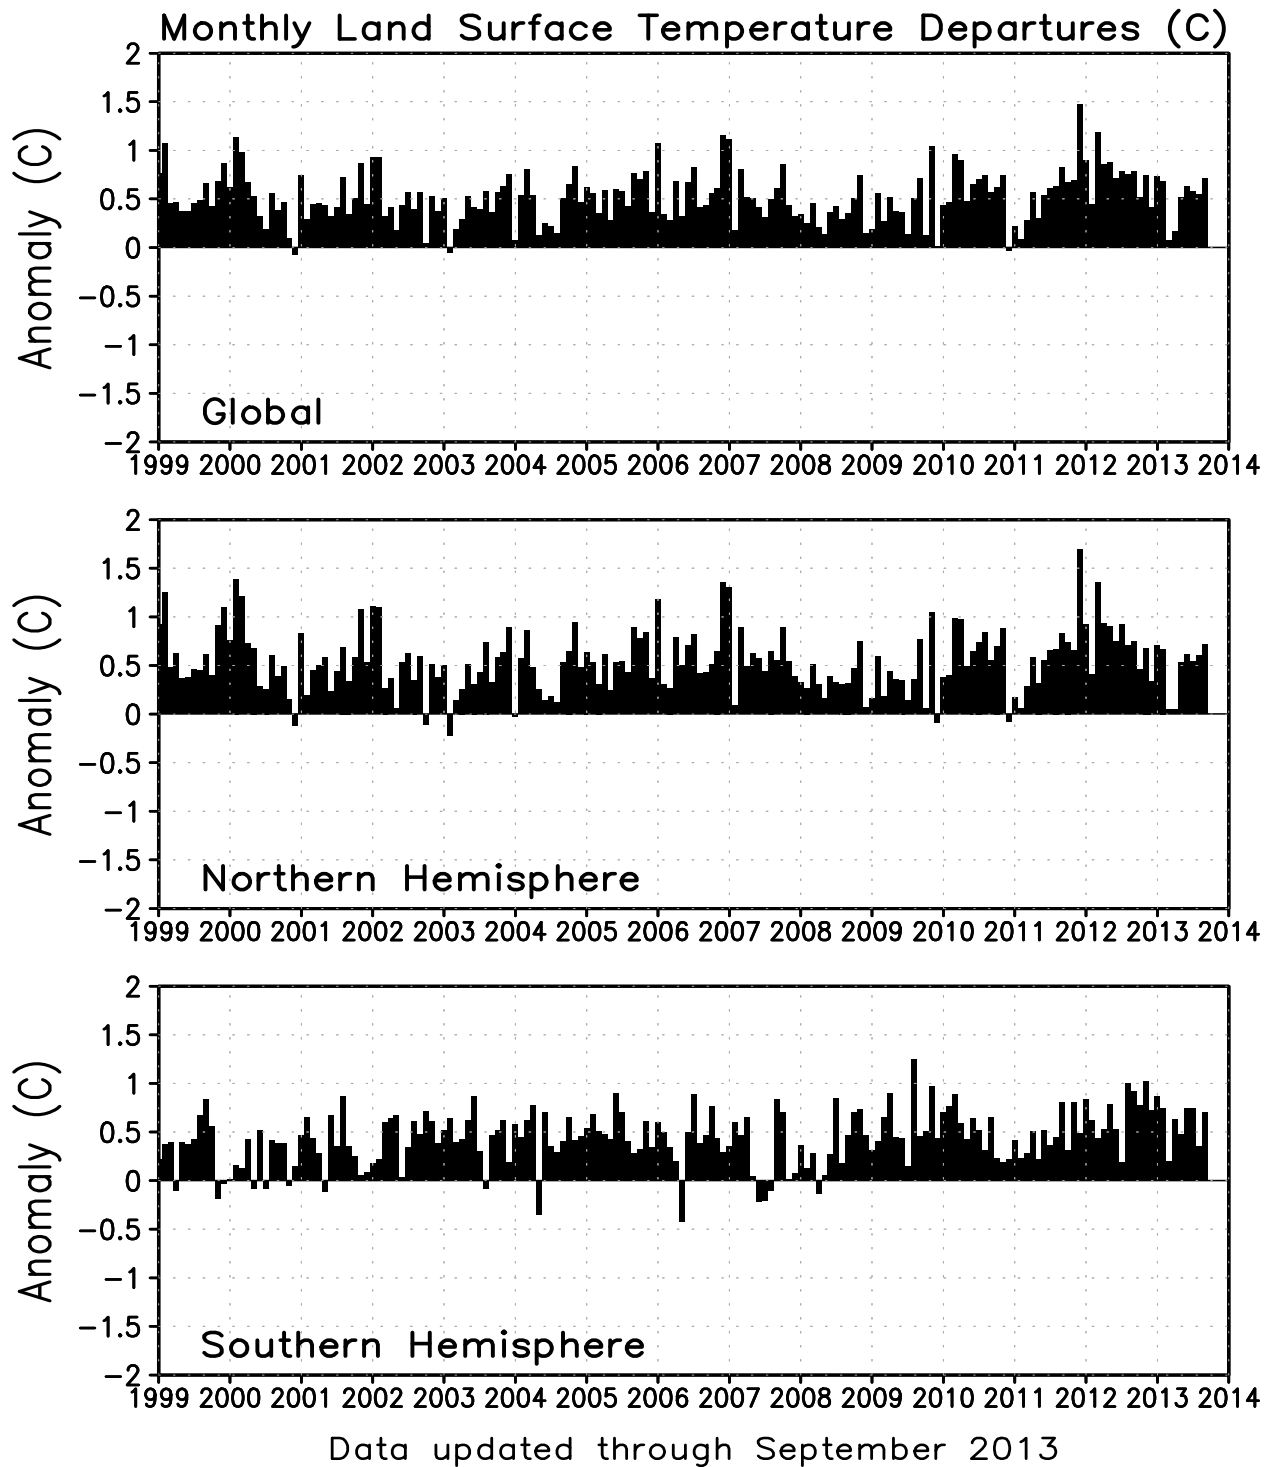 Monthly Land Surface Temperature Departures (C)
2
1.5
1
0.5
0
-0.5
-1
-1.5
-2
Anomaly (C)
Global
1999 2000 2001 2002 2003 2004 2005 2006 2007 2008 2009 2010 2011 2012 2013 2014
2
1.5
1
0.5
0
-0.5
-1
-1.5
-2
Anomaly (C)
Northern Hemisphere
1999 2000 2001 2002 2003 2004 2005 2006 2007 2008 2009 2010 2011 2012 2013 2014
2
1.5
1
0.5
0
-0.5
-1
-1.5
-2
Anomaly (C)
Southern Hemisphere
1999 2000 2001 2002 2003 2004 2005 2006 2007 2008 2009 2010 2011 2012 2013 2014
Data updated through September 2013